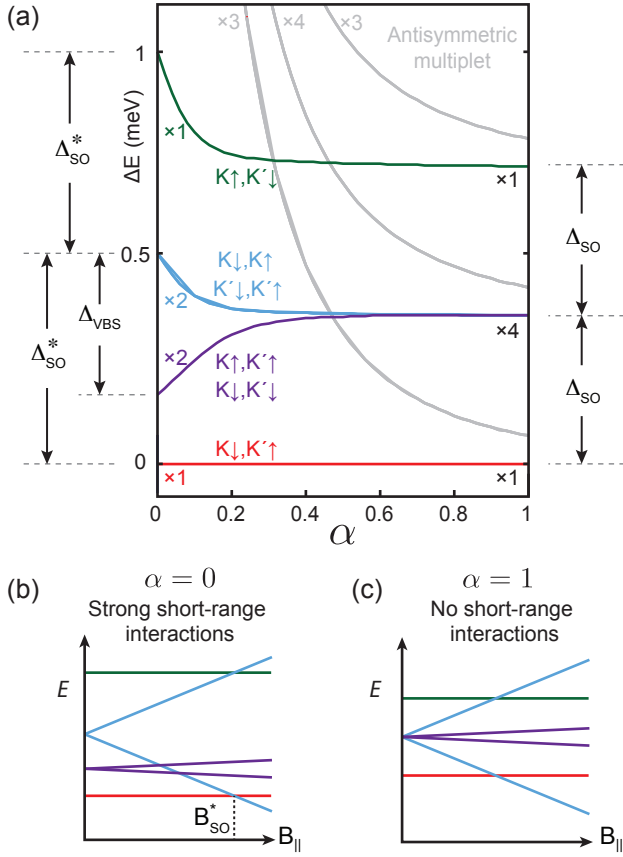 (a)
×3
×4
×3
Antisymmetric
multiplet
ΔE (meV)
1
0.5
0
Δ*SO
Δ*SO
ΔVBS
×1
K↑,K´↓
×1
K↓,K↑
K´↓,K´↑
×2
×4
×2
K↑,K´↑
K↓,K´↓
K↓,K´↑
×1
×1
ΔSO
ΔSO
0 0.2 0.4 0.6 0.8 1
α
(b)
α = 0
Strong short-range
interactions
E
B*SO
B||
(c)
α = 1
No short-range
interactions
E
B||